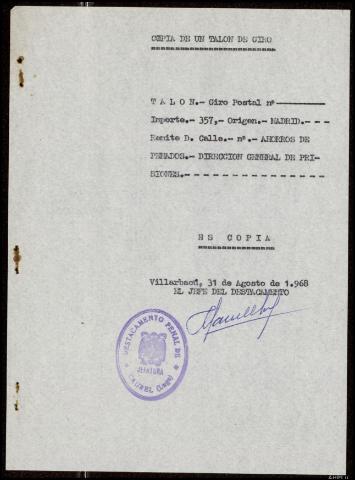 COPIA DE UN TALON DE GIRO
T A L O N.- Giro Postal nº
Importe.- 357,- Origen.- MADRID.- - -
Remite D. Calle.- nº.- AHORROS DE
PENADOS.- DIRECCION GENERAL DE PRI-
SIONES.- - - - - - - - - - - - - - - -
ES COPIA
Villarbacú, 31 de Agosto de 1.968
EL JEFE DEL DESTACAMENTO
DESTACAMENTO PENAL DE
JEFATURA
CAUREL (Lugo)